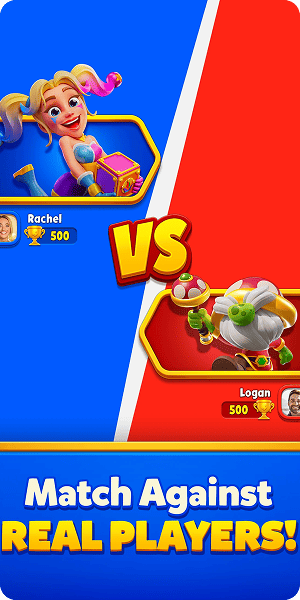 Rachel
500
VS
Logan
500
Match Against
REAL PLAYERS!